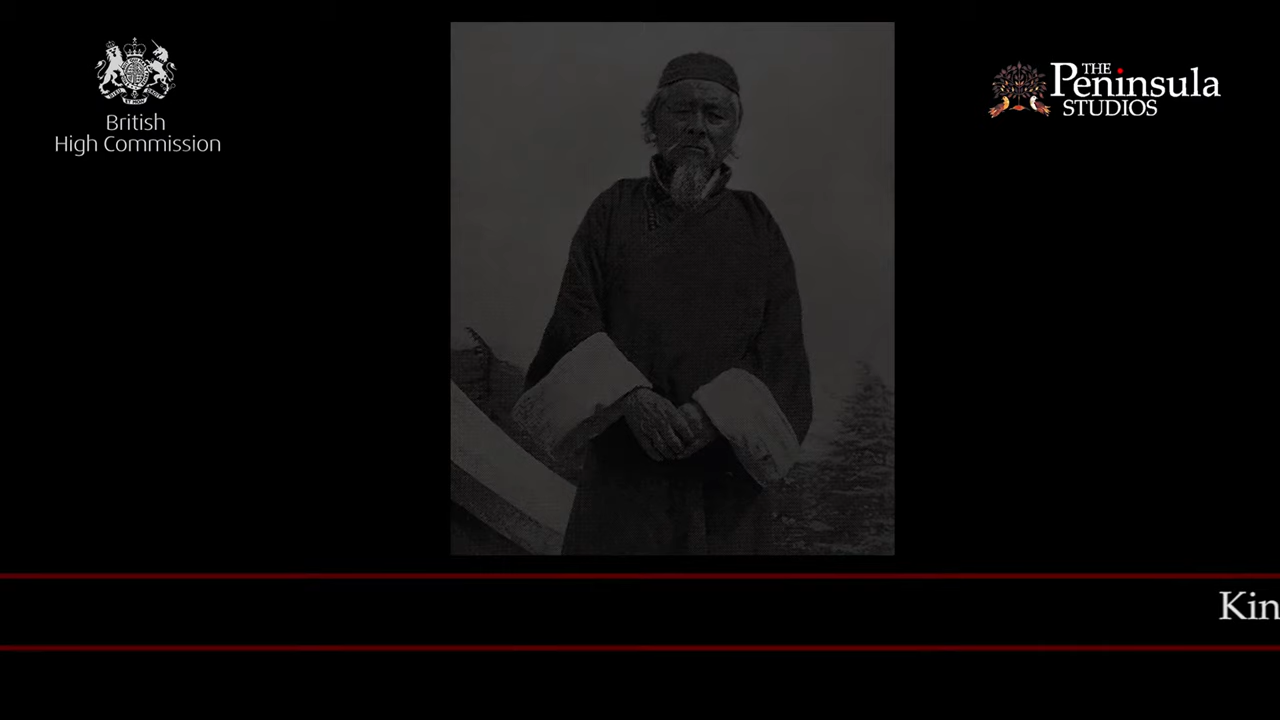 British
High Commission
THE
Peninsula
STUDIOS
Kin